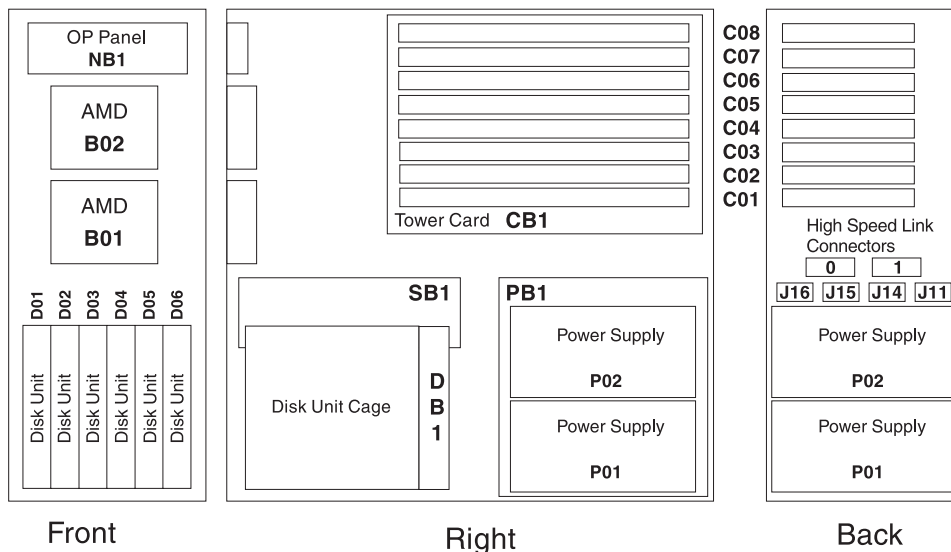 OP Panel
NB1
AMD
B02
AMD
B01
D01
D02
D03
D04
D05
D06
Disk Unit
Disk Unit
Disk Unit
Disk Unit
Disk Unit
Disk Unit
Front
Tower Card CB1
SB1
Disk Unit Cage
DB1
PB1
Power Supply
P02
Power Supply
P01
Right
C08
C07
C06
C05
C04
C03
C02
C01
High Speed Link
Connectors
0 1
J16 J15 J14 J11
Power Supply
P02
Power Supply
P01
Back